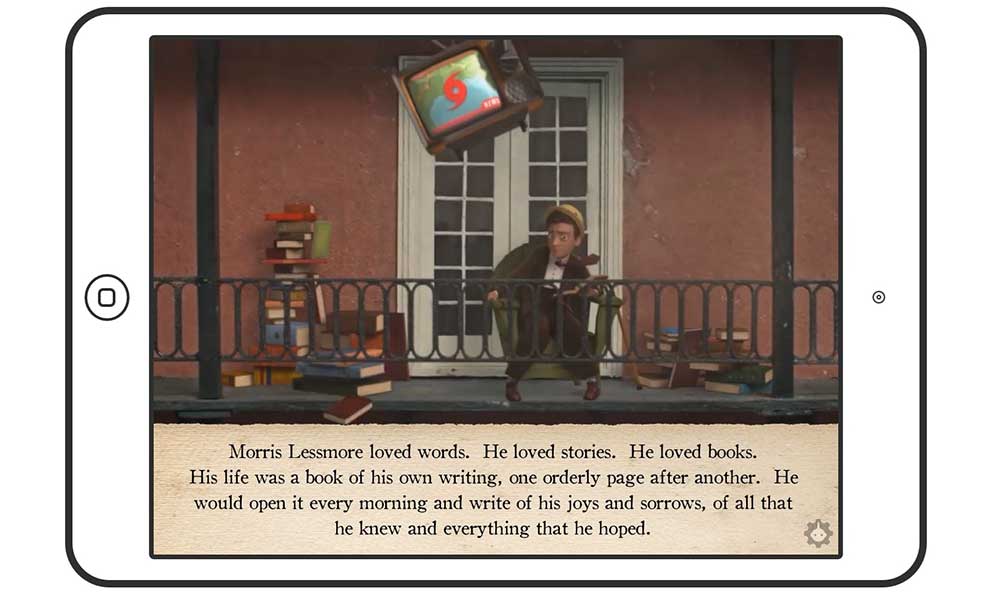 NEWS
Morris Lessmore loved words.  He loved stories.  He loved books.
His life was a book of his own writing, one orderly page after another.  He
would open it every morning and write of his joys and sorrows, of all that
he knew and everything that he hoped.